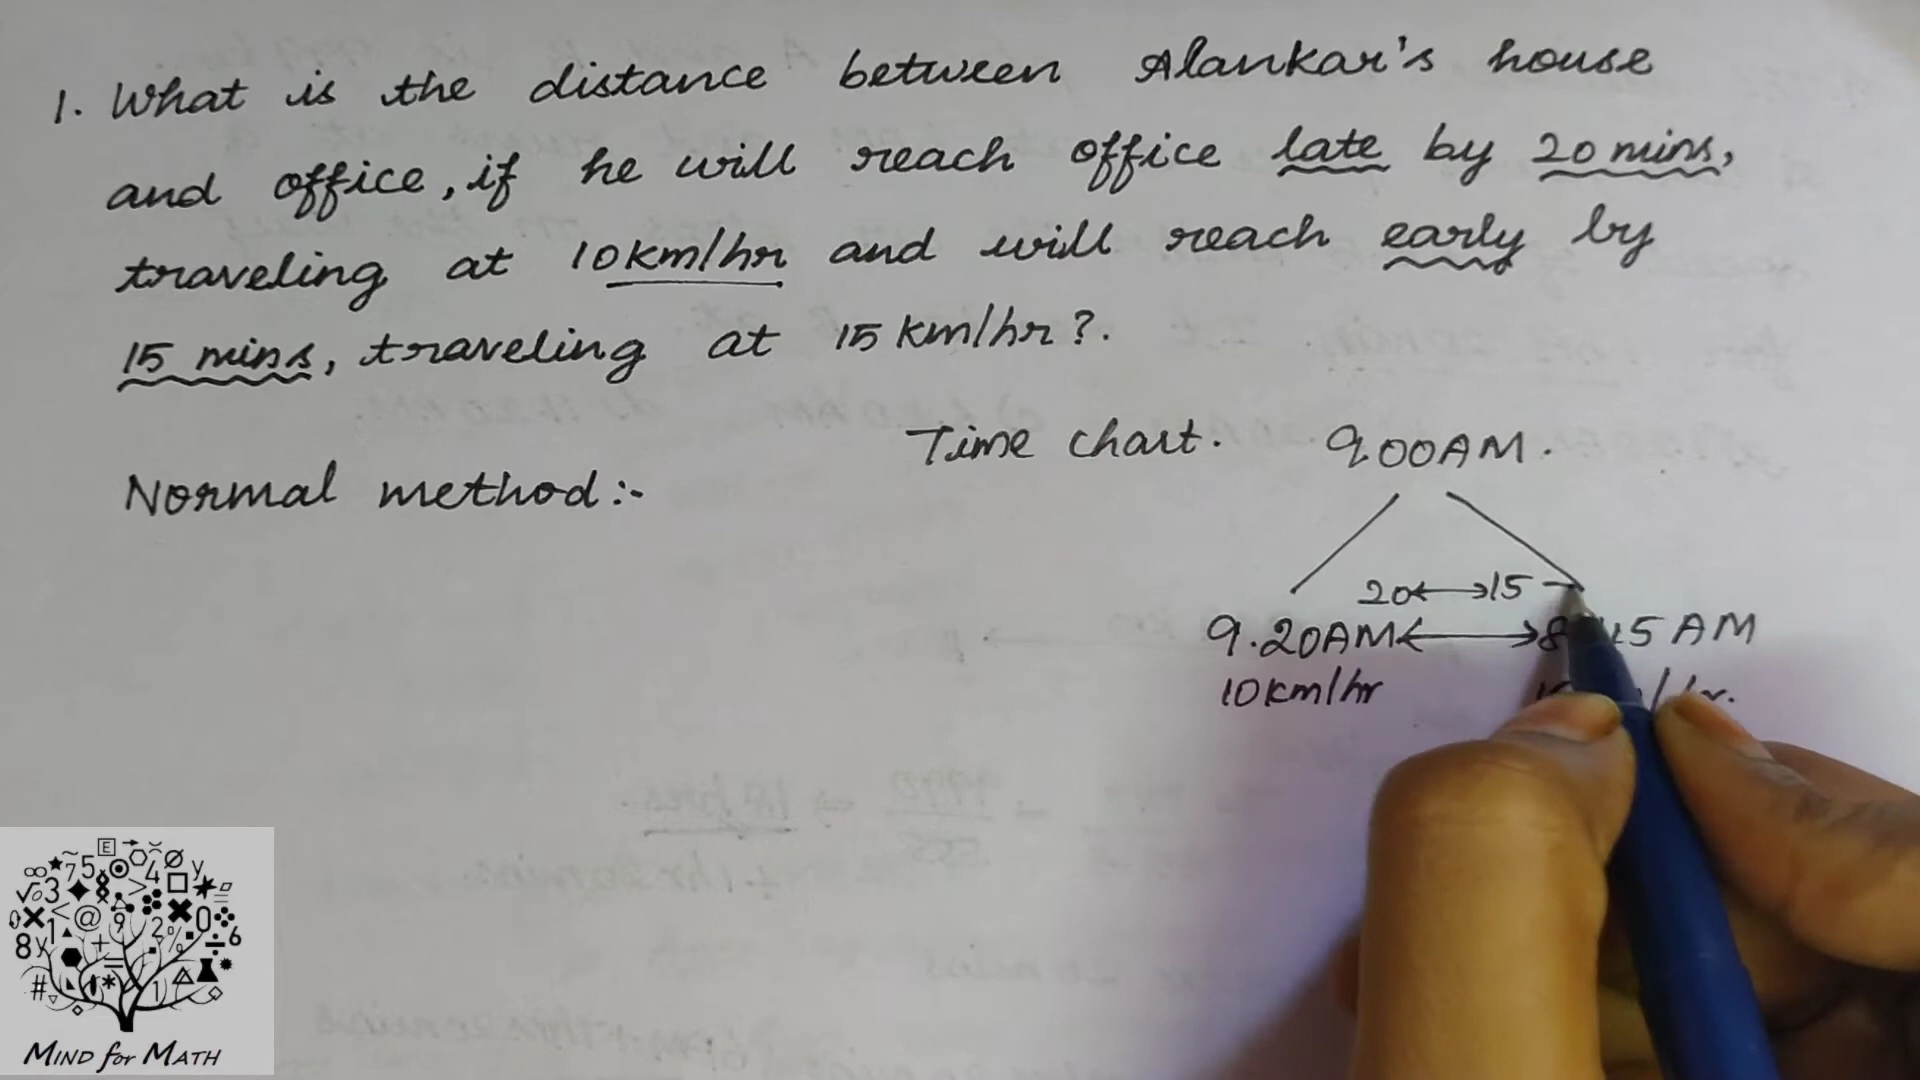 1. What is the distance between Alankar's house
and office, if he will reach office late by 20 mins,
traveling at 10km/hr and will reach early by
15 mins, traveling at 15 km/hr?.
Time chart. 9.00AM.
Normal method:-
20 15
9.20AM AM
10km/hr
MIND for MATH